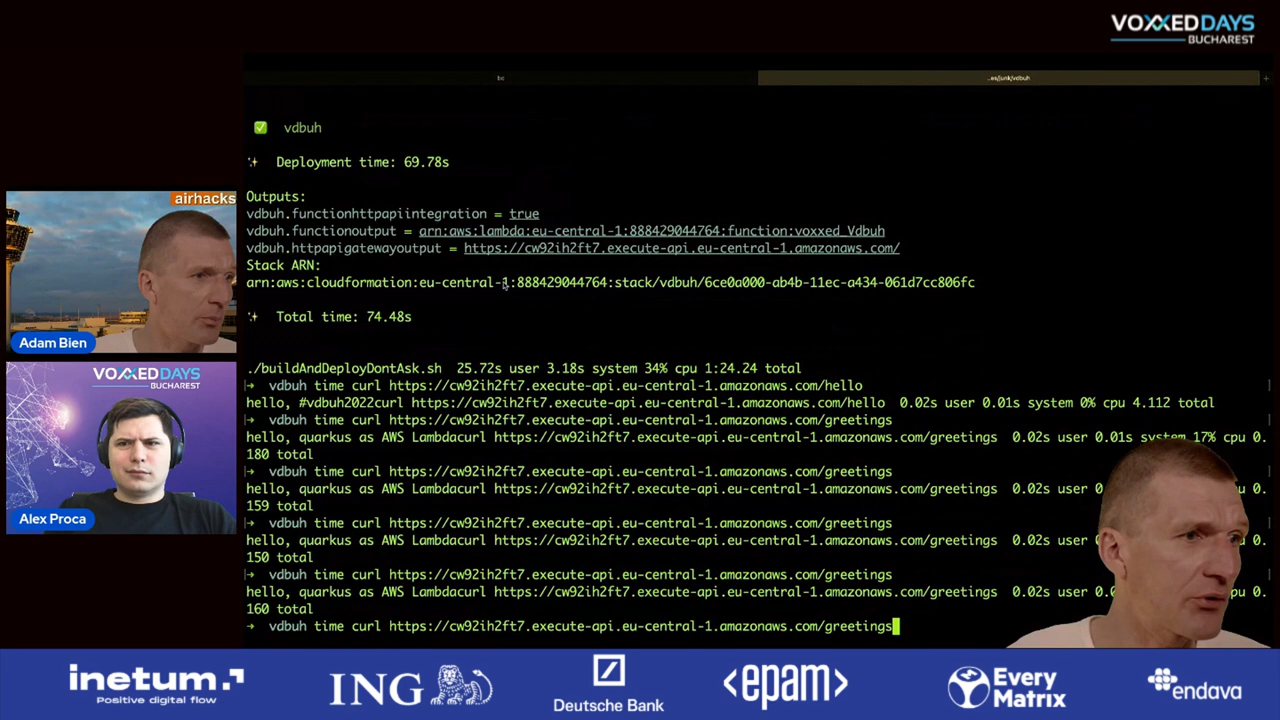 VOXXED DAYS
BUCHAREST
...es/junk/vdbuh
✅ vdbuh
✨ Deployment time: 69.78s
Outputs:
vdbuh.functionhttpapiintegration = true
vdbuh.functionoutput = arn:aws:lambda:eu-central-1:888429044764:function:voxxed_Vdbuh
vdbuh.httpapigatewayoutput = https://cw92ih2ft7.execute-api.eu-central-1.amazonaws.com/
Stack ARN:
arn:aws:cloudformation:eu-central-1:888429044764:stack/vdbuh/6ce0a000-ab4b-11ec-a434-061d7cc806fc
✨ Total time: 74.48s
./buildAndDeployDontAsk.sh  25.72s user 3.18s system 34% cpu 1:24.24 total
→ vdbuh time curl https://cw92ih2ft7.execute-api.eu-central-1.amazonaws.com/hello
hello, #vdbuh2022curl https://cw92ih2ft7.execute-api.eu-central-1.amazonaws.com/hello  0.02s user 0.01s system 0% cpu 4.112 total
→ vdbuh time curl https://cw92ih2ft7.execute-api.eu-central-1.amazonaws.com/greetings
hello, quarkus as AWS Lambdacurl https://cw92ih2ft7.execute-api.eu-central-1.amazonaws.com/greetings  0.02s user 0.01s system 17% cpu 0.
180 total
→ vdbuh time curl https://cw92ih2ft7.execute-api.eu-central-1.amazonaws.com/greetings
hello, quarkus as AWS Lambdacurl https://cw92ih2ft7.execute-api.eu-central-1.amazonaws.com/greetings  0.02s user u 0.
159 total
→ vdbuh time curl https://cw92ih2ft7.execute-api.eu-central-1.amazonaws.com/greetings
hello, quarkus as AWS Lambdacurl https://cw92ih2ft7.execute-api.eu-central-1.amazonaws.com/greetings  0.02s user u 0.
150 total
→ vdbuh time curl https://cw92ih2ft7.execute-api.eu-central-1.amazonaws.com/greetings
hello, quarkus as AWS Lambdacurl https://cw92ih2ft7.execute-api.eu-central-1.amazonaws.com/greetings  0.02s user pu 0.
160 total
→ vdbuh time curl https://cw92ih2ft7.execute-api.eu-central-1.amazonaws.com/greetings
airhacks
Adam Bien
VOXXED DAYS
BUCHAREST
Alex Proca
inetum.
Positive digital flow
ING
Deutsche Bank
<epam>
Every
Matrix
endava